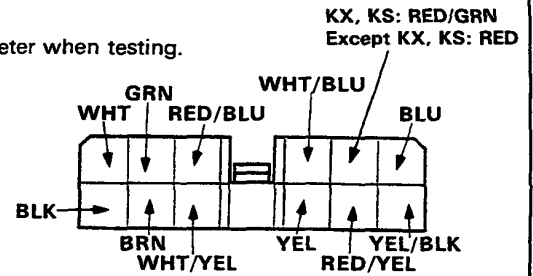 KX, KS: RED/GRN
Except KX, KS: RED
eter when testing.
WHT/BLU
GRN
WHT RED/BLU BLU
BLK
BRN YEL YEL/BLK
WHT/YEL RED/YEL